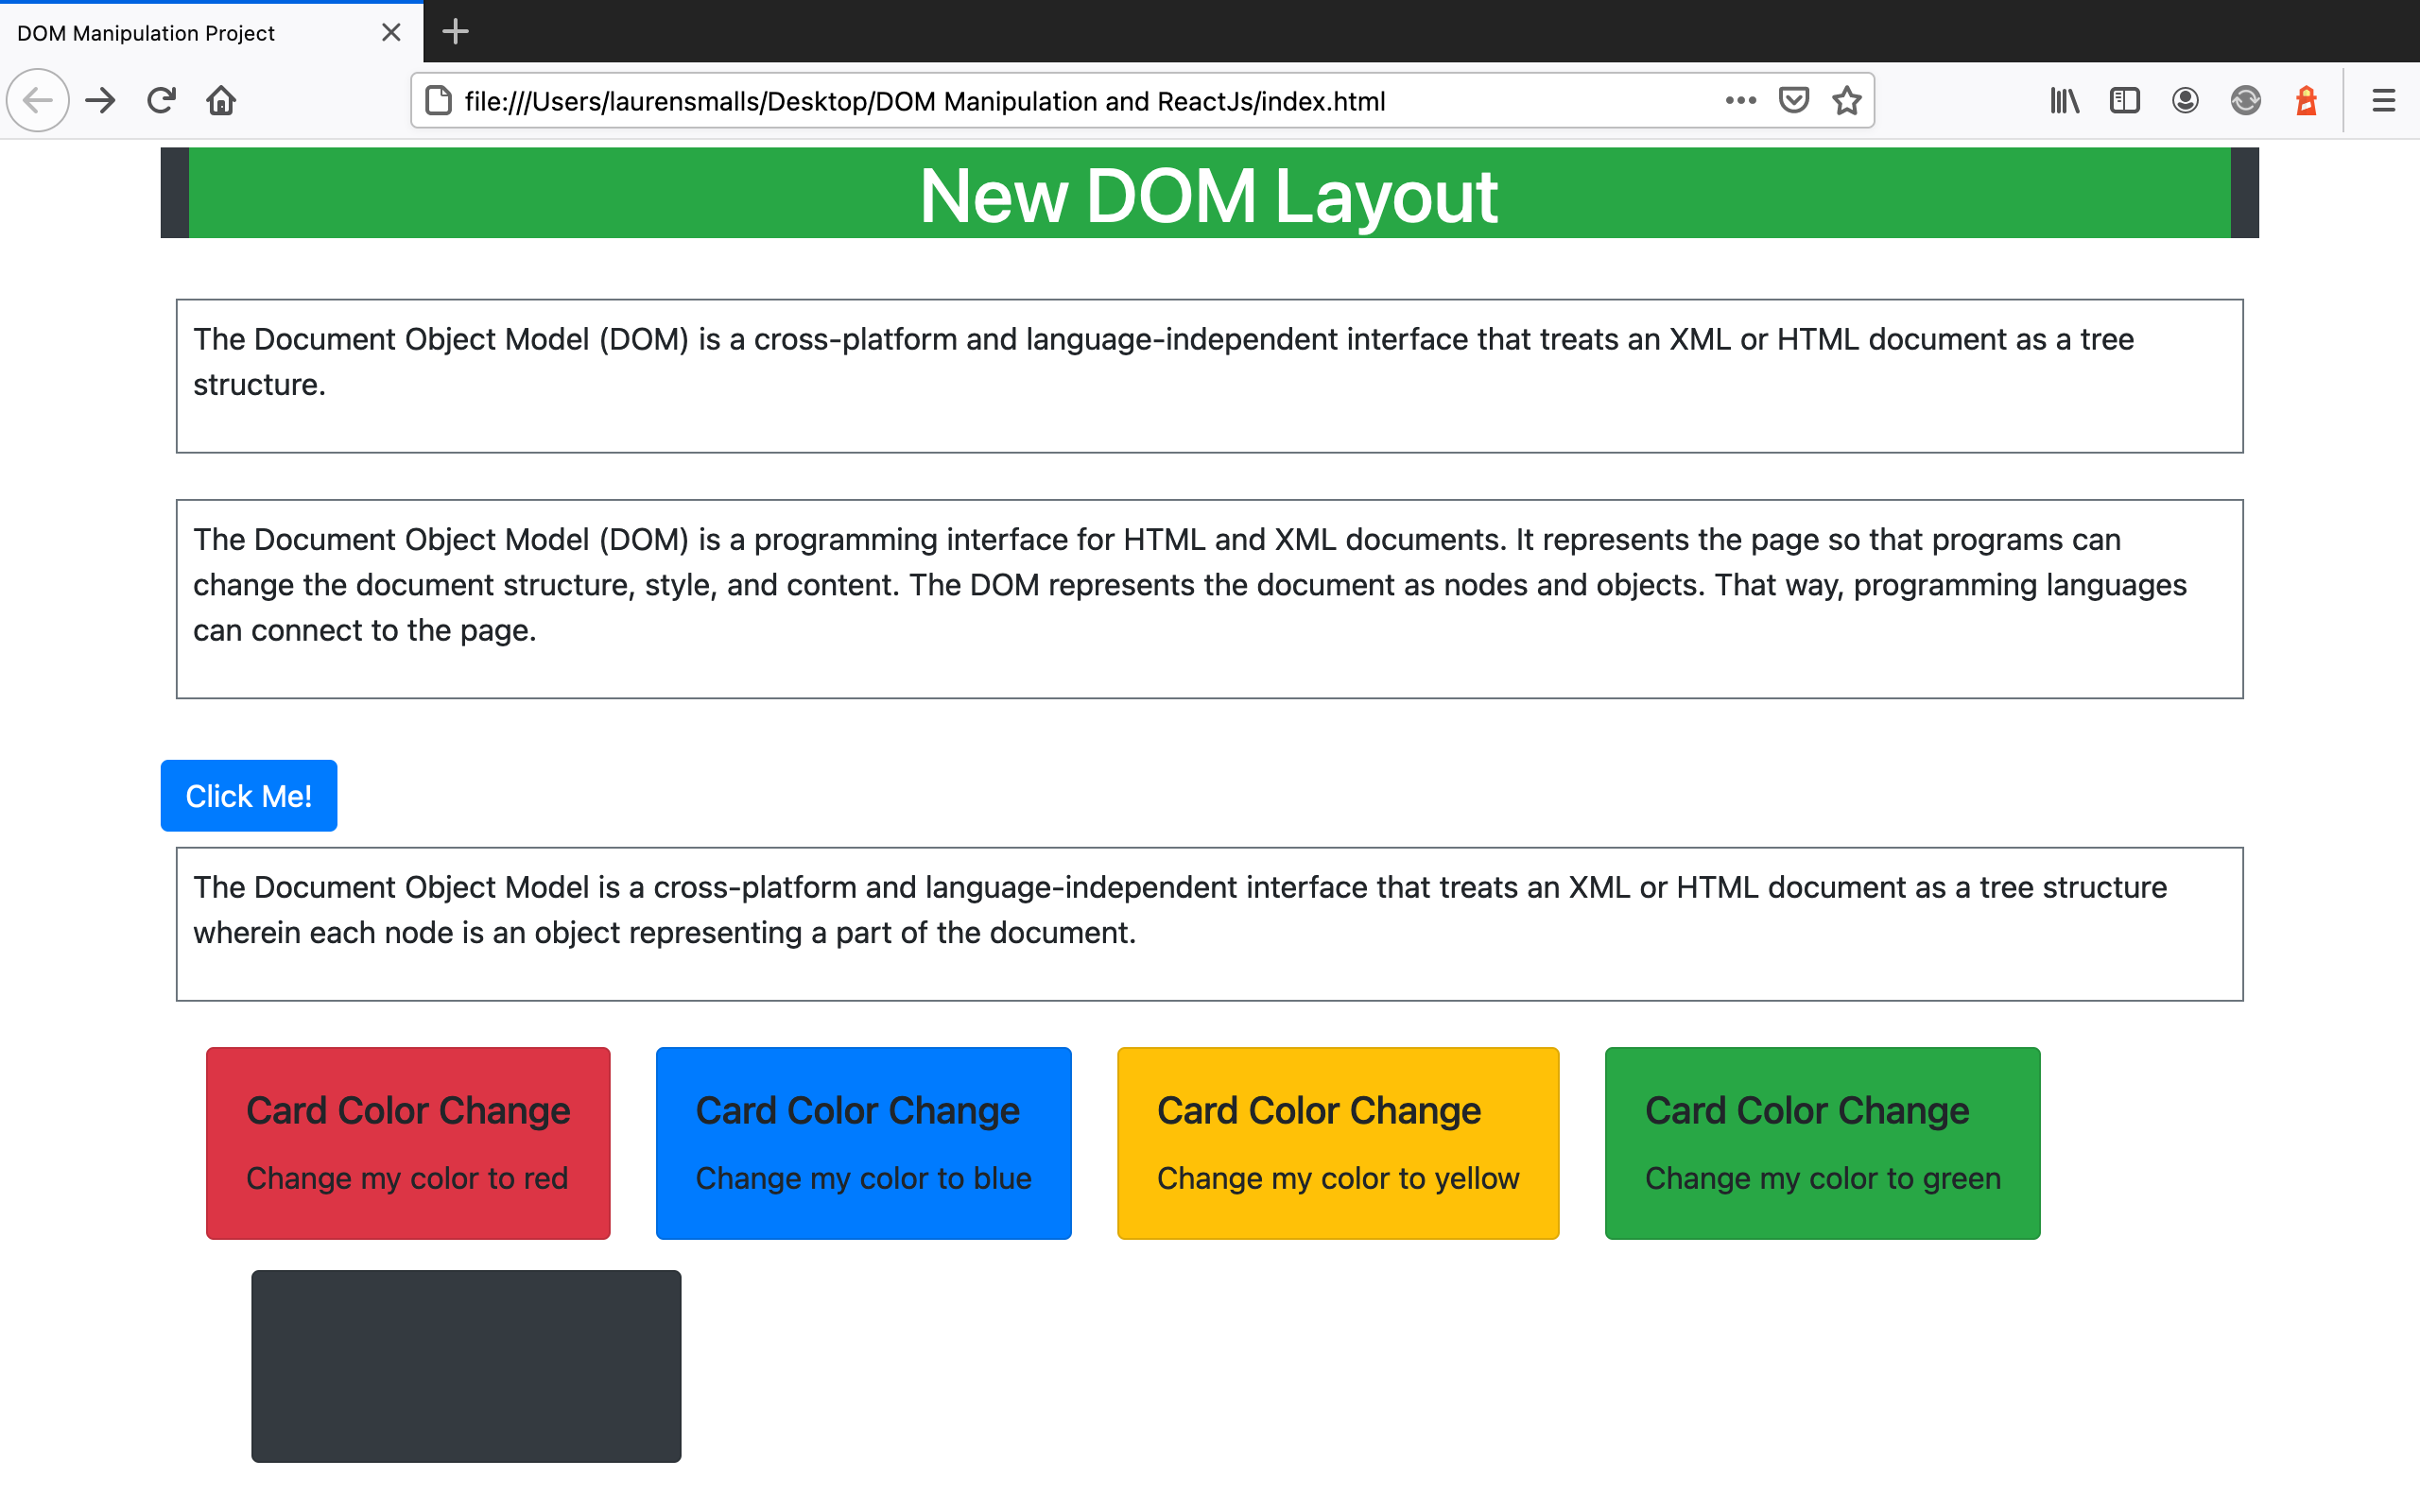 DOM Manipulation Project
file:///Users/laurensmalls/Desktop/DOM Manipulation and ReactJs/index.html
New DOM Layout
The Document Object Model (DOM) is a cross-platform and language-independent interface that treats an XML or HTML document as a tree
structure.
The Document Object Model (DOM) is a programming interface for HTML and XML documents. It represents the page so that programs can
change the document structure, style, and content. The DOM represents the document as nodes and objects. That way, programming languages
can connect to the page.
Click Me!
The Document Object Model is a cross-platform and language-independent interface that treats an XML or HTML document as a tree structure
wherein each node is an object representing a part of the document.
Card Color Change
Change my color to red
Card Color Change
Change my color to blue
Card Color Change
Change my color to yellow
Card Color Change
Change my color to green